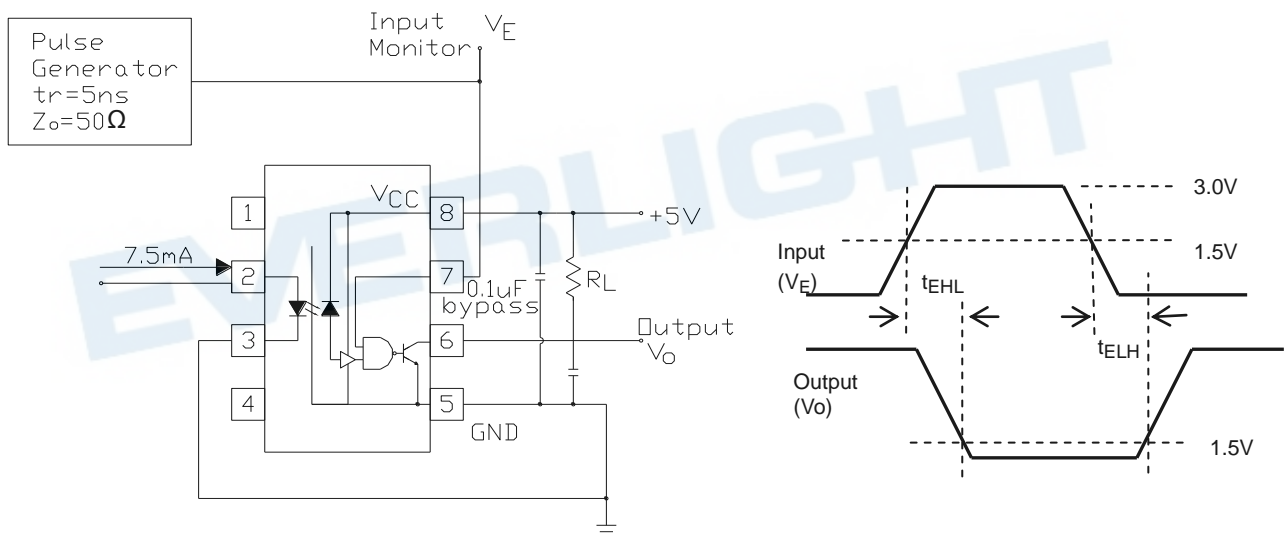 Pulse
Generator
tr=5ns
Zo=50Ω
Input
Monitor
VE
1
2
3
4
VCC
8
7
6
5
7.5mA
+5V
0.1uF
bypass
RL
Output
Vo
GND
EVERLIGHT
3.0V
1.5V
Input
(VE)
tEHL
tELH
Output
(Vo)
1.5V